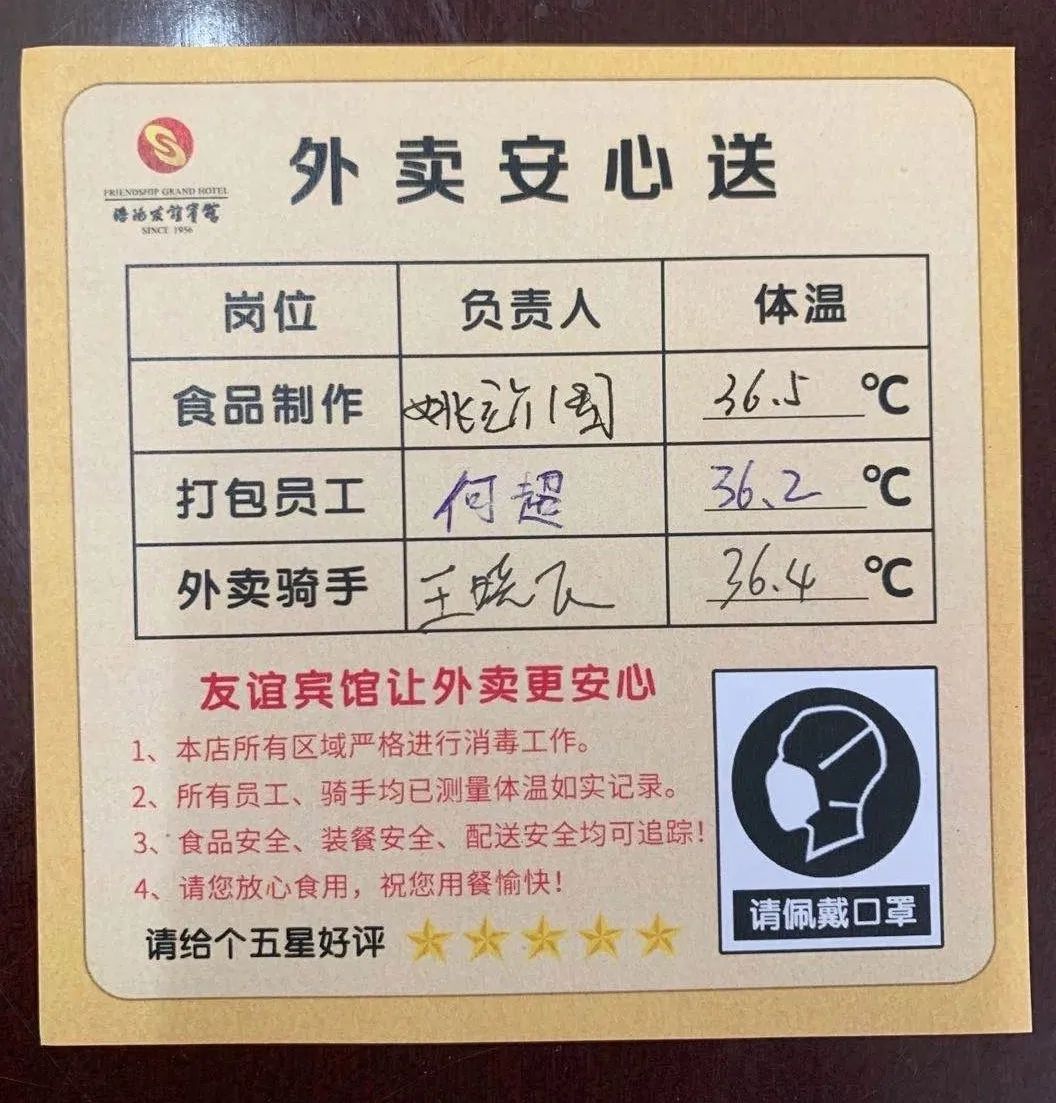 外卖安心送
FRIENDSHIP GRAND HOTEL
友谊宾馆
SINCE 1956
岗位 负责人 体温
食品制作 姚 36.5 ℃
打包员工 何超 36.2 ℃
外卖骑手 王晓飞 36.4 ℃
友谊宾馆让外卖更安心
1、本店所有区域严格进行消毒工作。
2、所有员工、骑手均已测量体温如实记录。
3、食品安全、装餐安全、配送安全均可追踪！
4、请您放心食用，祝您用餐愉快！
请给个五星好评
请佩戴口罩